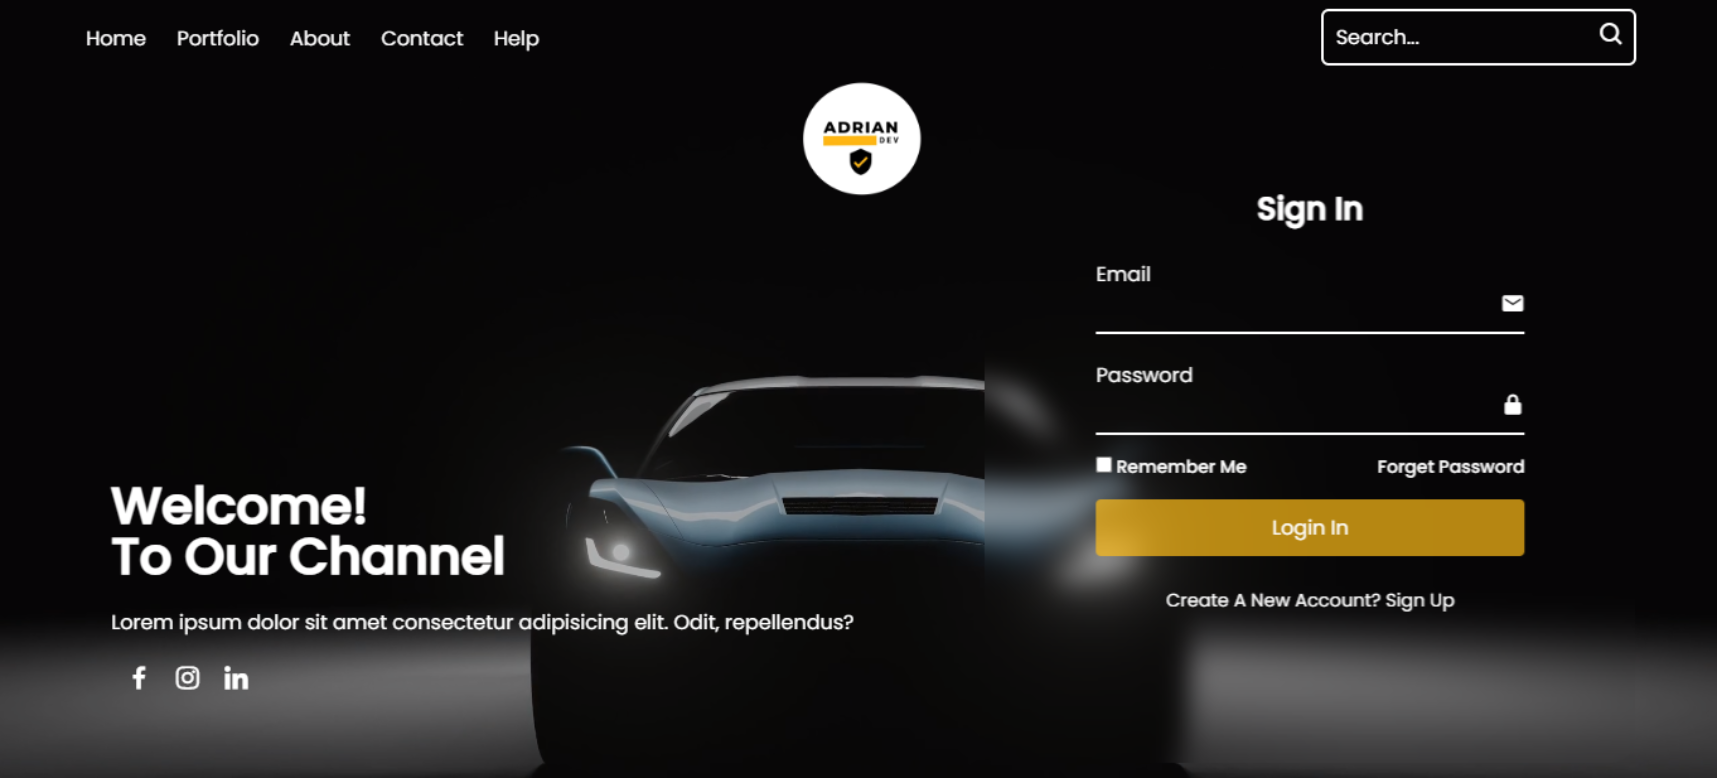 Home Portfolio About Contact Help Search...
ADRIAN
DEV
Sign In
Email
Password
Remember Me Forget Password
Login In
Create A New Account? Sign Up
Welcome!
To Our Channel
Lorem ipsum dolor sit amet consectetur adipisicing elit. Odit, repellendus?